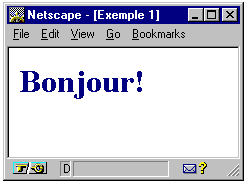 Netscape - [Exemple 1]
File Edit View Go Bookmarks
Bonjour!
D ?